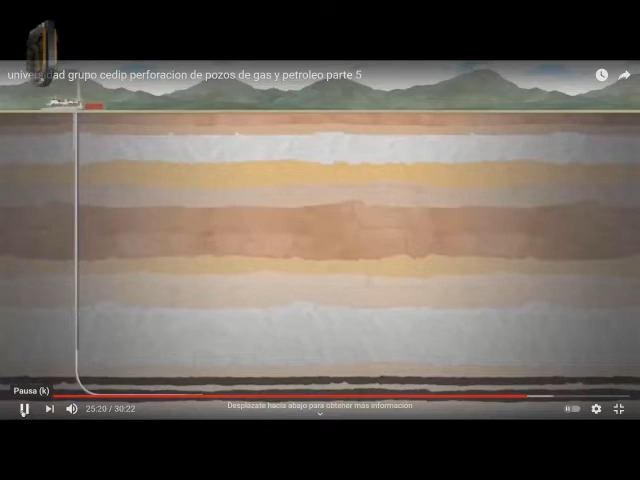 universidad grupo cedip perforacion de pozos de gas y petroleo parte 5
Pausa (k)
25:20 / 30:22
Desplázate hacia abajo para obtener más información